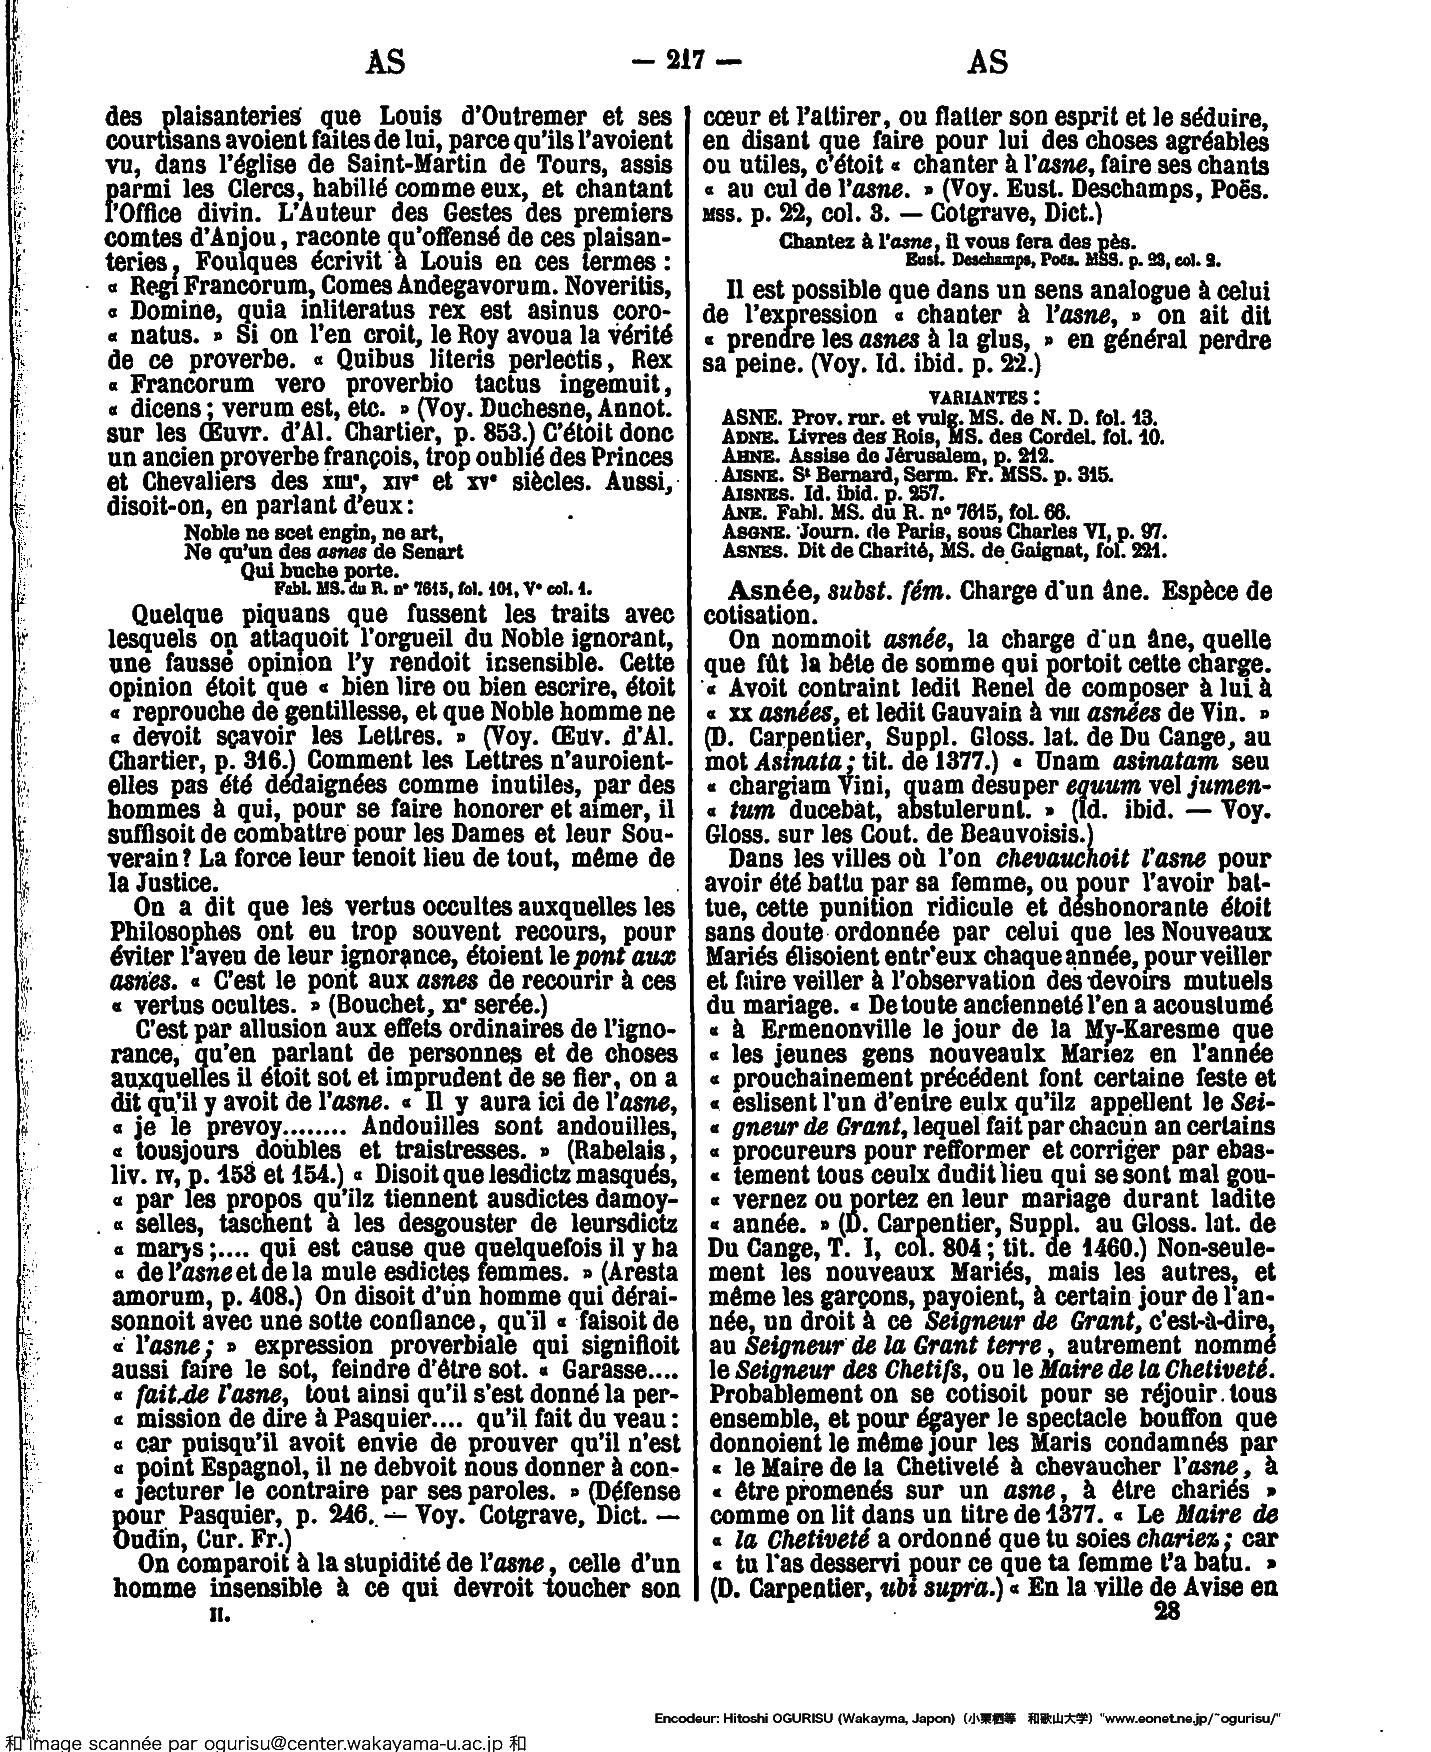 AS — 217 — AS
des plaisanteries que Louis d'Outremer et ses
courtisans avoient faites de lui, parce qu'ils l'avoient
vu, dans l'église de Saint-Martin de Tours, assis
parmi les Clercs, habillé comme eux, et chantant
l'Office divin. L'Auteur des Gestes des premiers
comtes d'Anjou, raconte qu'offensé de ces plaisan-
teries, Foulques écrivit à Louis en ces termes :
« Regi Francorum, Comes Andegavorum. Noveritis,
« Domine, quia inliteratus rex est asinus coro-
« natus. » Si on l'en croit, le Roy avoua la vérité
de ce proverbe. « Quibus literis perlectis, Rex
« Francorum vero proverbio tactus ingemuit,
« dicens ; verum est, etc. » (Voy. Duchesne, Annot.
sur les Œuvr. d'Al. Chartier, p. 853.) C'étoit donc
un ancien proverbe françois, trop oublié des Princes
et Chevaliers des XIIIe, XIVe et XVe siècles. Aussi,
disoit-on, en parlant d'eux :
Noble ne scet engin, ne art,
Ne qu'un des asnes de Senart
Qui buche porte.
Fabl. MS. du R. n° 7615, fol. 101, V° col. 1.
Quelque piquans que fussent les traits avec
lesquels on attaquoit l'orgueil du Noble ignorant,
une fausse opinion l'y rendoit insensible. Cette
opinion étoit que « bien lire ou bien escrire, étoit
« reprouche de gentillesse, et que Noble homme ne
« devoit sçavoir les Lettres. » (Voy. Œuv. d'Al.
Chartier, p. 316.) Comment les Lettres n'auroient-
elles pas été dédaignées comme inutiles, par des
hommes à qui, pour se faire honorer et aimer, il
suffisoit de combattre pour les Dames et leur Sou-
verain ? La force leur tenoit lieu de tout, même de
la Justice.
On a dit que les vertus occultes auxquelles les
Philosophes ont eu trop souvent recours, pour
éviter l'aveu de leur ignorance, étoient le pont aux
asnes. « C'est le pont aux asnes de recourir à ces
« vertus ocultes. » (Bouchet, XIe serée.)
C'est par allusion aux effets ordinaires de l'igno-
rance, qu'en parlant de personnes et de choses
auxquelles il étoit sot et imprudent de se fier, on a
dit qu'il y avoit de l'asne. « Il y aura ici de l'asne,
« je le prevoy........ Andouilles sont andouilles,
« tousjours doubles et traistresses. » (Rabelais,
liv. IV, p. 153 et 154.) « Disoit que lesdictz masqués,
« par les propos qu'ilz tiennent ausdictes damoy-
« selles, taschent à les desgouster de leursdictz
« marys ;.... qui est cause que quelquefois il y ha
« de l'asne et de la mule esdictes femmes. » (Aresta
amorum, p. 408.) On disoit d'un homme qui dérai-
sonnoit avec une sotte confiance, qu'il « faisoit de
« l'asne ; » expression proverbiale qui signifioit
aussi faire le sot, feindre d'être sot. « Garasse....
« fait de l'asne, tout ainsi qu'il s'est donné la per-
« mission de dire à Pasquier.... qu'il fait du veau :
« car puisqu'il avoit envie de prouver qu'il n'est
« point Espagnol, il ne debvoit nous donner à con-
« jecturer le contraire par ses paroles. » (Défense
pour Pasquier, p. 246. — Voy. Cotgrave, Dict. —
Oudin, Cur. Fr.)
On comparoit à la stupidité de l'asne, celle d'un
homme insensible à ce qui devroit toucher son
II.
cœur et l'attirer, ou flatter son esprit et le séduire,
en disant que faire pour lui des choses agréables
ou utiles, c'étoit « chanter à l'asne, faire ses chants
« au cul de l'asne. » (Voy. Eust. Deschamps, Poës.
MSS. p. 22, col. 3. — Cotgrave, Dict.)
Chantez à l'asne, il vous fera des pès.
Eust. Deschamps, Poës. MSS. p. 23, col. 2.
Il est possible que dans un sens analogue à celui
de l'expression « chanter à l'asne, » on ait dit
« prendre les asnes à la glus, » en général perdre
sa peine. (Voy. Id. ibid. p. 22.)
VARIANTES :
ASNE. Prov. rur. et vulg. MS. de N. D. fol. 13.
ADNE. Livres des Rois, MS. des Cordel. fol. 10.
AHNE. Assise de Jérusalem, p. 212.
AISNE. St Bernard, Serm. Fr. MSS. p. 315.
AISNES. Id. ibid. p. 257.
ANE. Fabl. MS. du R. n° 7615, fol. 66.
ASGNE. Journ. de Paris, sous Charles VI, p. 97.
ASNES. Dit de Charité, MS. de Gaignat, fol. 221.
Asnée, subst. fém. Charge d'un âne. Espèce de
cotisation.
On nommoit asnée, la charge d'un âne, quelle
que fût la bête de somme qui portoit cette charge.
« Avoit contraint ledit Renel de composer à lui à
« XX asnées, et ledit Gauvain à VIII asnées de Vin. »
(D. Carpentier, Suppl. Gloss. lat. de Du Cange, au
mot Asinata ; tit. de 1377.) « Unam asinatam seu
« chargiam Vini, quam desuper equum vel jumen-
« tum ducebat, abstulerunt. » (Id. ibid. — Voy.
Gloss. sur les Cout. de Beauvoisis.)
Dans les villes où l'on chevauchoit l'asne pour
avoir été battu par sa femme, ou pour l'avoir bat-
tue, cette punition ridicule et déshonorante étoit
sans doute ordonnée par celui que les Nouveaux
Mariés élisoient entr'eux chaque année, pour veiller
et faire veiller à l'observation des devoirs mutuels
du mariage. « De toute ancienneté l'en a acoustumé
« à Ermenonville le jour de la My-Karesme que
« les jeunes gens nouveaulx Mariez en l'année
« prouchainement précédent font certaine feste et
« eslisent l'un d'entre eulx qu'ilz appellent le Sei-
« gneur de Grant, lequel fait par chacun an certains
« procureurs pour refformer et corriger par ebas-
« tement tous ceulx dudit lieu qui se sont mal gou-
« vernez ou portez en leur mariage durant ladite
« année. » (D. Carpentier, Suppl. au Gloss. lat. de
Du Cange, T. I, col. 804 ; tit. de 1460.) Non-seule-
ment les nouveaux Mariés, mais les autres, et
même les garçons, payoient, à certain jour de l'an-
née, un droit à ce Seigneur de Grant, c'est-à-dire,
au Seigneur de la Grant terre, autrement nommé
le Seigneur des Chetifs, ou le Maire de la Chetiveté.
Probablement on se cotisoit pour se réjouir tous
ensemble, et pour égayer le spectacle bouffon que
donnoient le même jour les Maris condamnés par
« le Maire de la Chetiveté à chevaucher l'asne, à
« être promenés sur un asne, à être chariés »
comme on lit dans un titre de 1377. « Le Maire de
« la Chetiveté a ordonné que tu soies chariez ; car
« tu l'as desservi pour ce que ta femme t'a batu. »
(D. Carpentier, ubi supra.) « En la ville de Avise en
28
Encodeur: Hitoshi OGURISU (Wakayma, Japon) (小栗栖等 和歌山大学) "www.eonet.ne.jp/~ogurisu/"
和 image scannée par ogurisu@center.wakayama-u.ac.jp 和